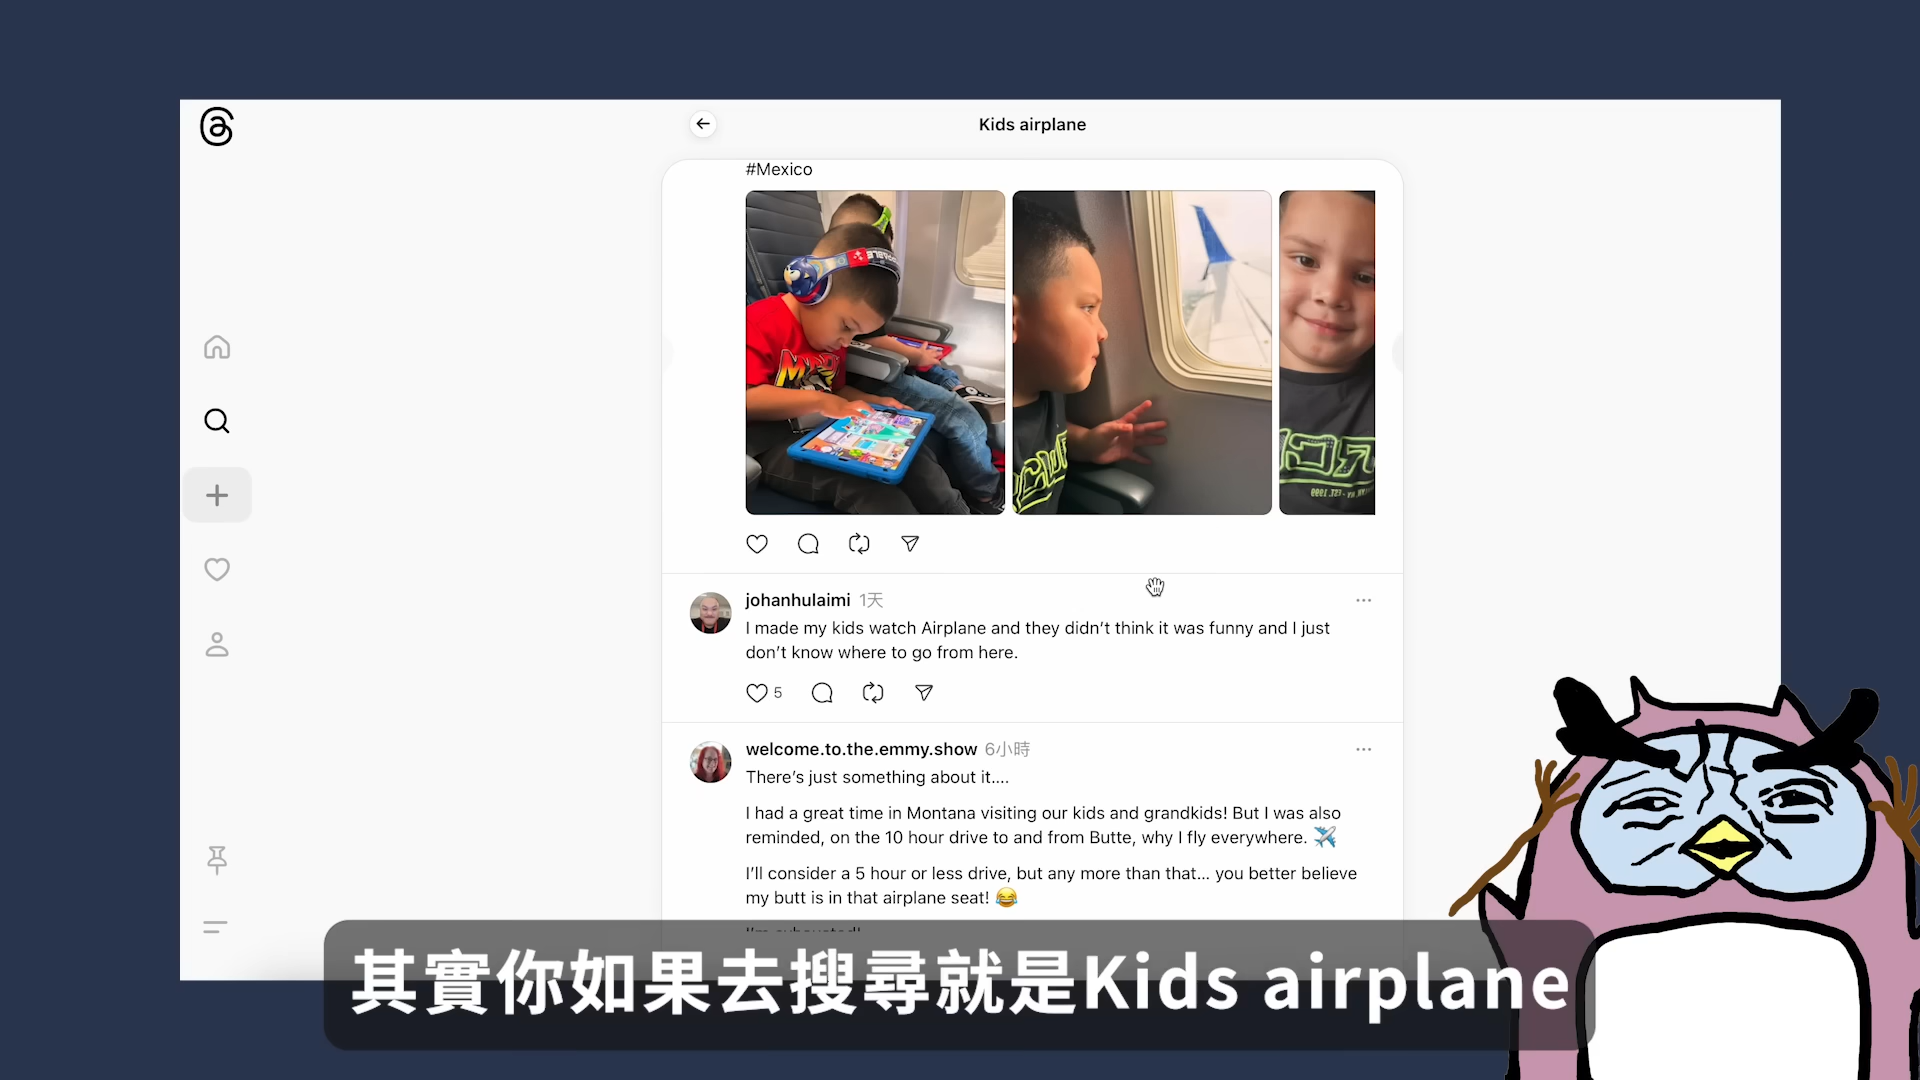 Kids airplane
#Mexico
johanhulaimi 1天
I made my kids watch Airplane and they didn’t think it was funny and I just
don’t know where to go from here.
5
welcome.to.the.emmy.show 6小時
There’s just something about it....
I had a great time in Montana visiting our kids and grandkids! But I was also
reminded, on the 10 hour drive to and from Butte, why I fly everywhere. ✈️
I’ll consider a 5 hour or less drive, but any more than that... you better believe
my butt is in that airplane seat! 😂
其實你如果去搜尋就是Kids airplane